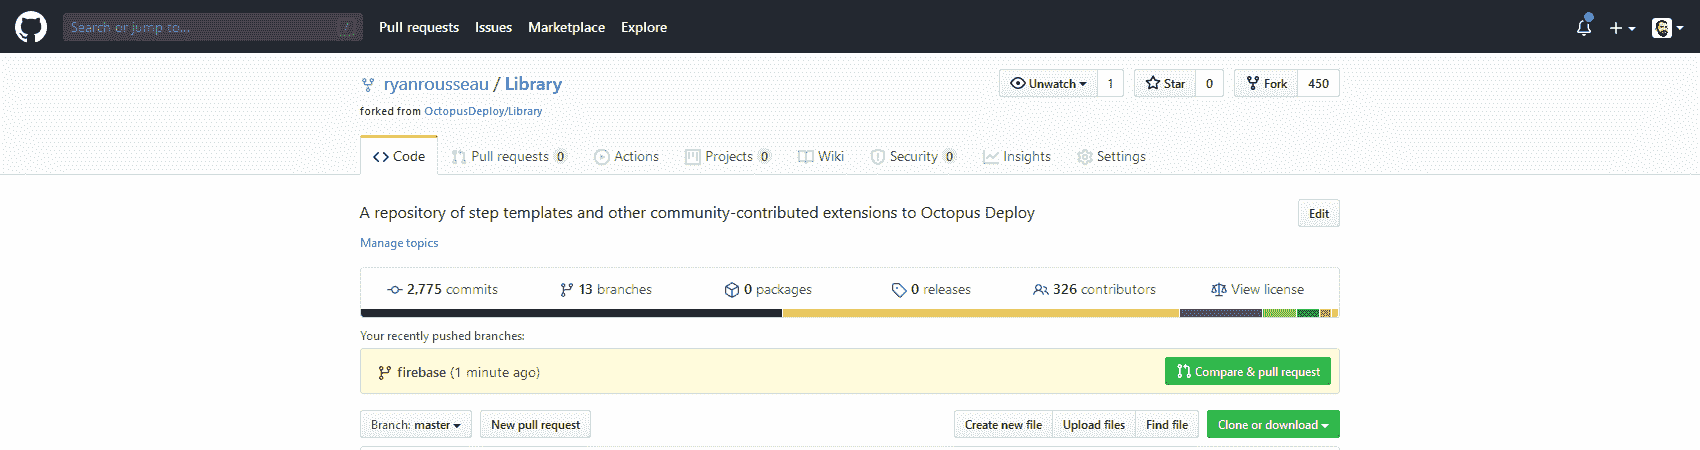 Search or jump to... /
Pull requests Issues Marketplace Explore
ryanrousseau / Library
Unwatch 1 Star 0 Fork 450
forked from OctopusDeploy/Library
Code Pull requests 0 Actions Projects 0 Wiki Security 0 Insights Settings
A repository of step templates and other community-contributed extensions to Octopus Deploy
Edit
Manage topics
2,775 commits 13 branches 0 packages 0 releases 326 contributors View license
Your recently pushed branches:
firebase (1 minute ago) Compare & pull request
Branch: master New pull request Create new file Upload files Find file Clone or download